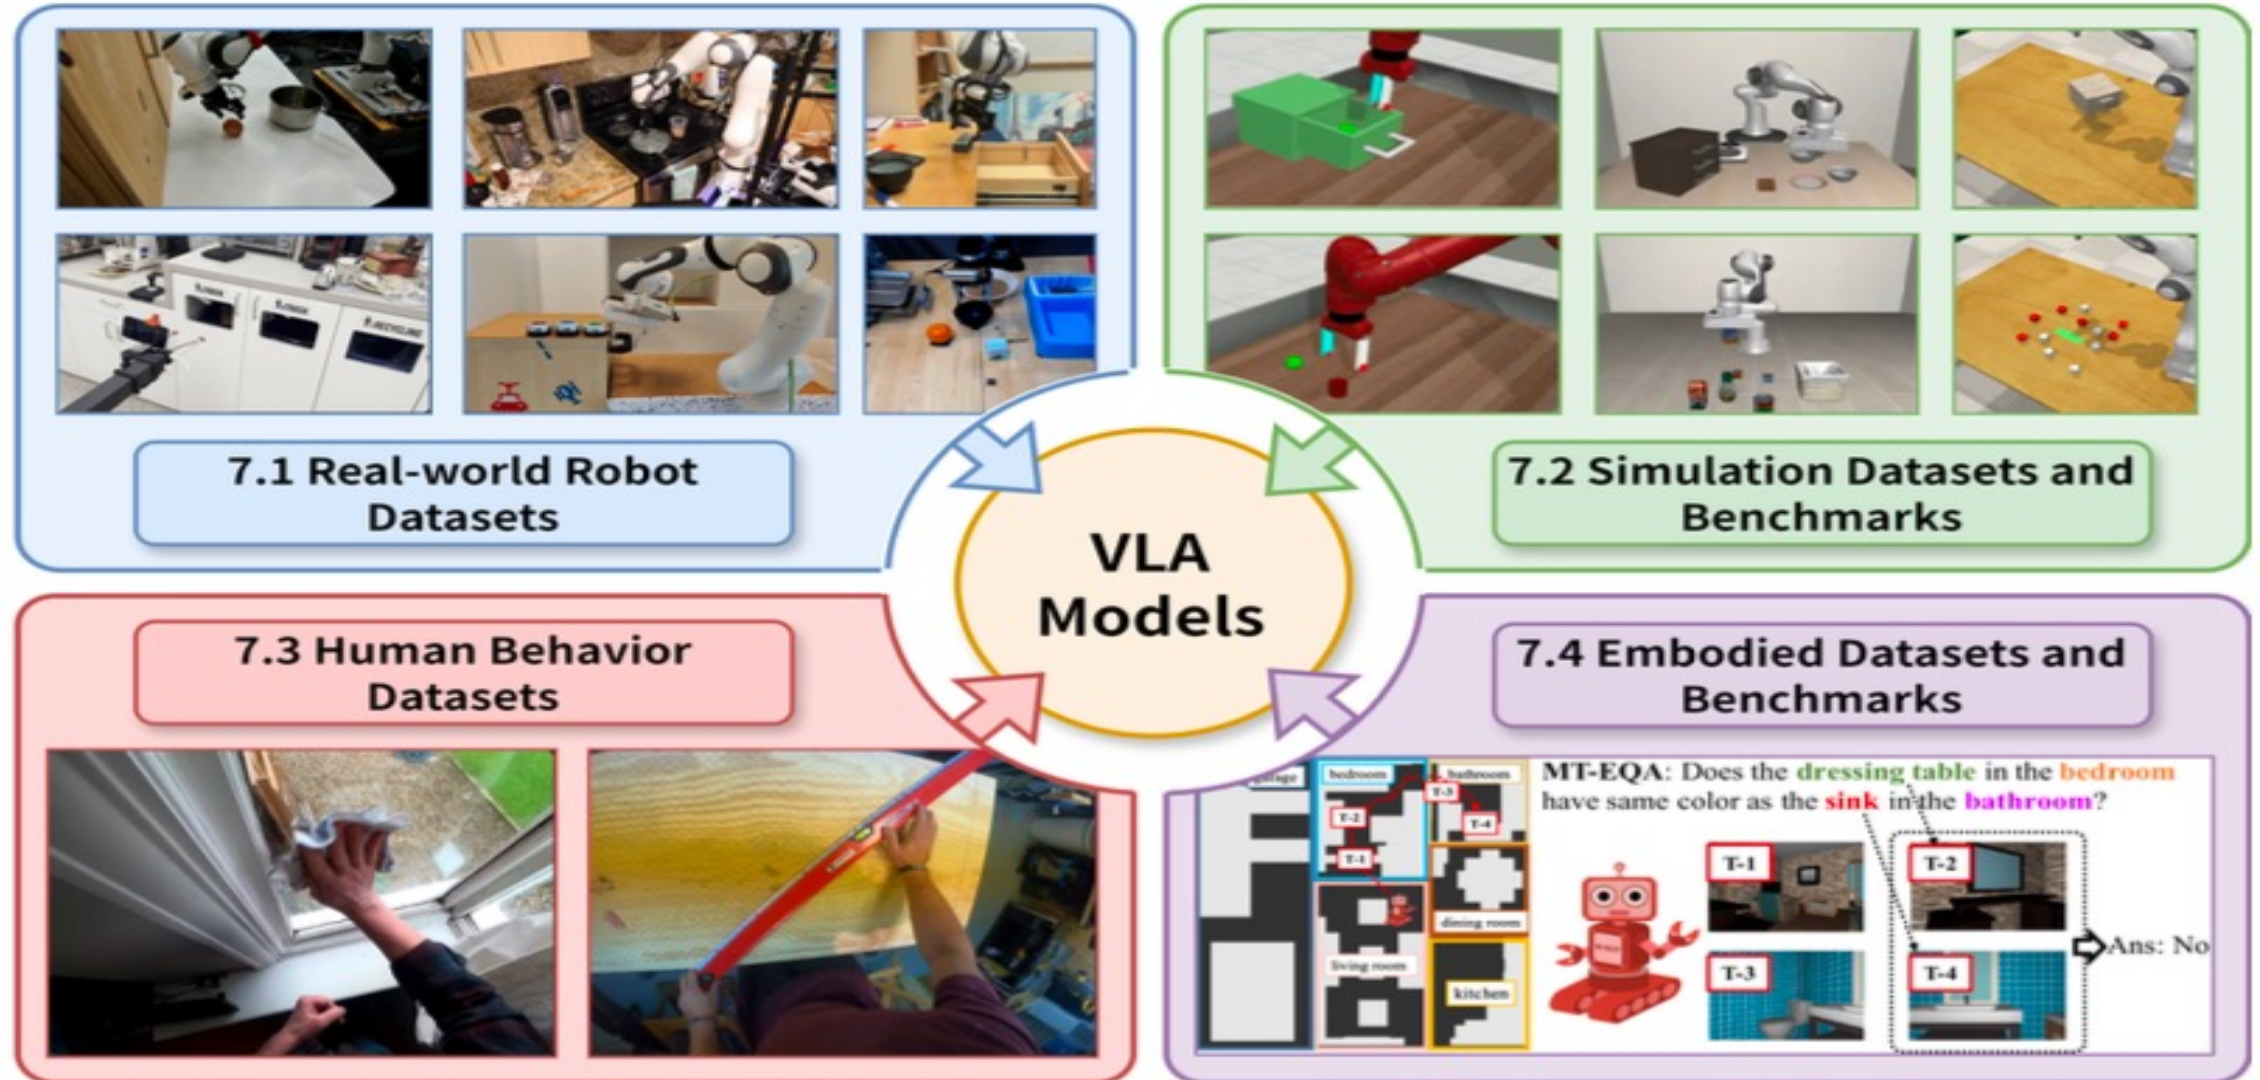 7.1 Real-world Robot
Datasets
7.2 Simulation Datasets and
Benchmarks
VLA
Models
7.3 Human Behavior
Datasets
7.4 Embodied Datasets and
Benchmarks
bedroom
bathroom
T-3
T-2
T-4
T-1
dining room
living room
kitchen
MT-EQA: Does the dressing table in the bedroom
have same color as the sink in the bathroom?
T-1
T-2
T-3
T-4
Ans: No